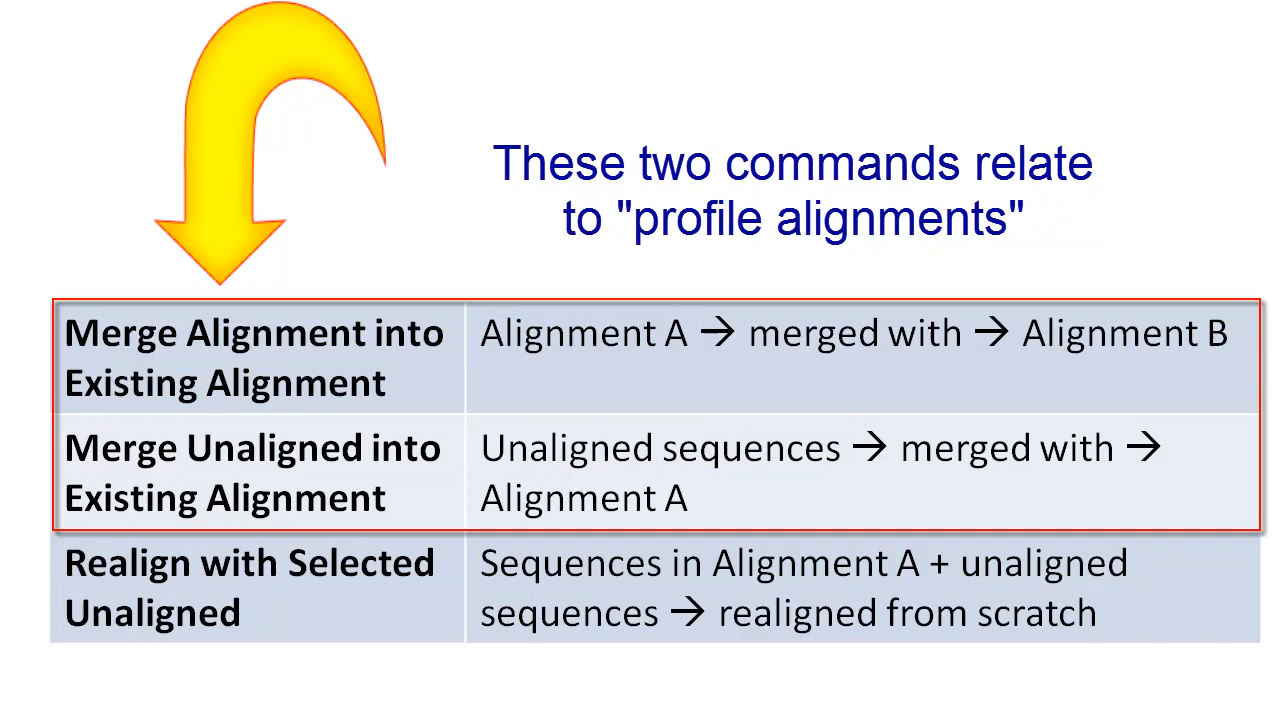 These two commands relate
to "profile alignments"
Merge Alignment into
Existing Alignment
Alignment A → merged with → Alignment B
Merge Unaligned into
Existing Alignment
Unaligned sequences → merged with →
Alignment A
Realign with Selected
Unaligned
Sequences in Alignment A + unaligned
sequences → realigned from scratch